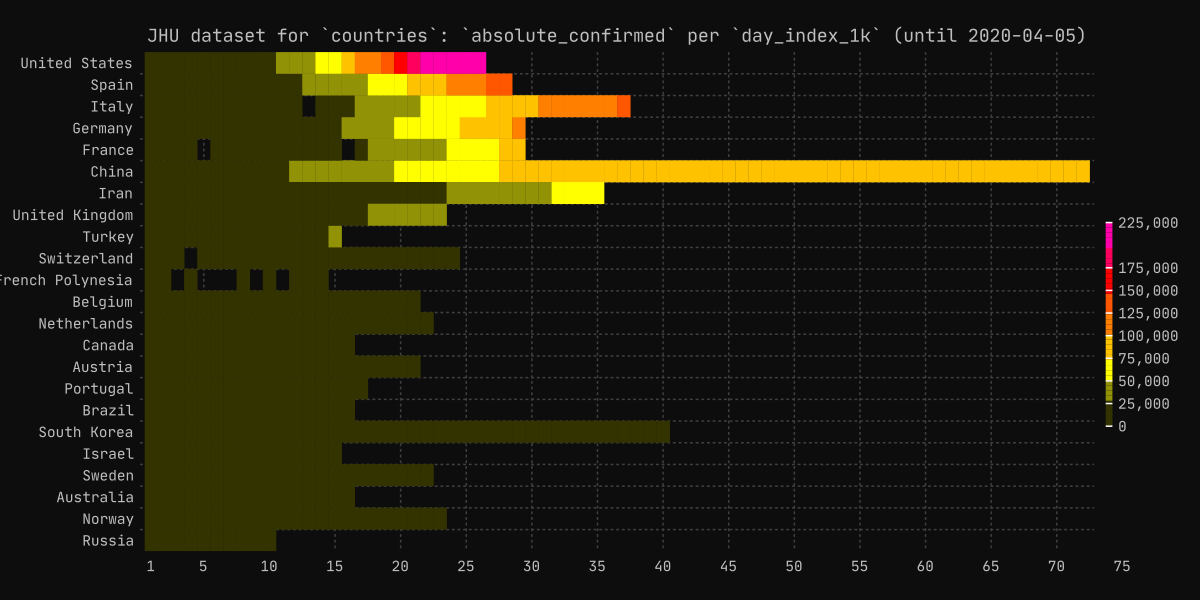 JHU dataset for `countries`: `absolute_confirmed` per `day_index_1k` (until 2020-04-05)
United States
Spain
Italy
Germany
France
China
Iran
United Kingdom
Turkey
Switzerland
French Polynesia
Belgium
Netherlands
Canada
Austria
Portugal
Brazil
South Korea
Israel
Sweden
Australia
Norway
Russia
225,000
175,000
150,000
125,000
100,000
75,000
50,000
25,000
0
1 5 10 15 20 25 30 35 40 45 50 55 60 65 70 75